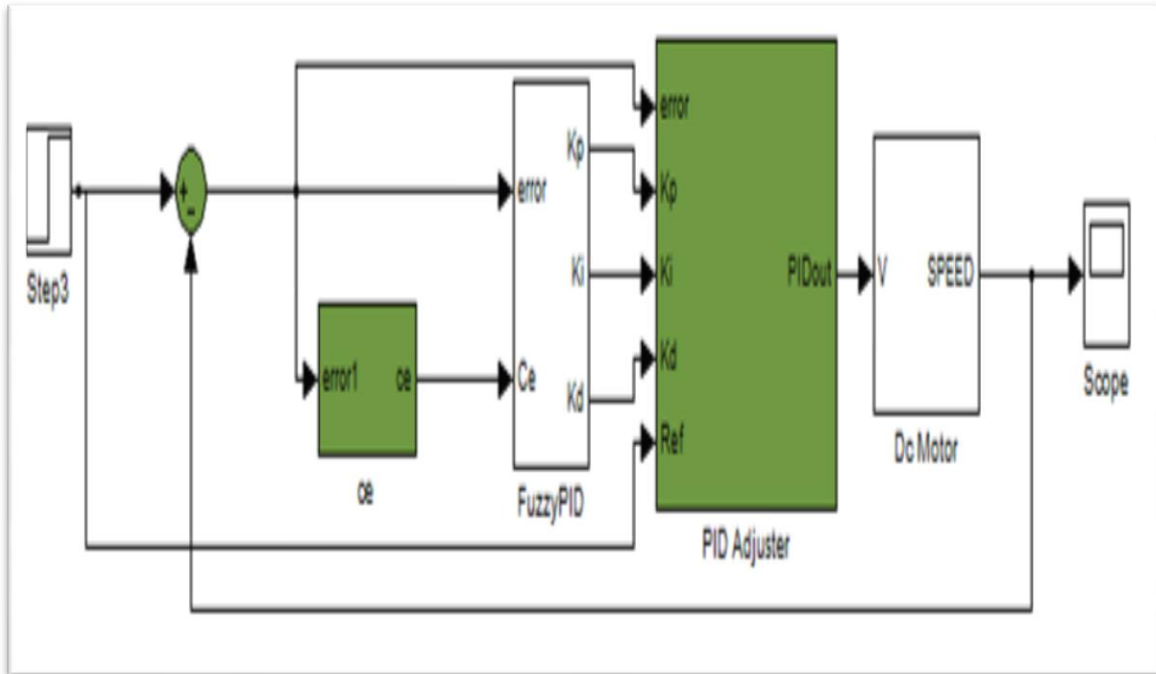 Step3
+
-
error1
ce
ce
error
Ce
Kp
Ki
Kd
FuzzyPID
error
Kp
Ki
Kd
Ref
PIDout
PID Adjuster
V
SPEED
Dc Motor
Scope